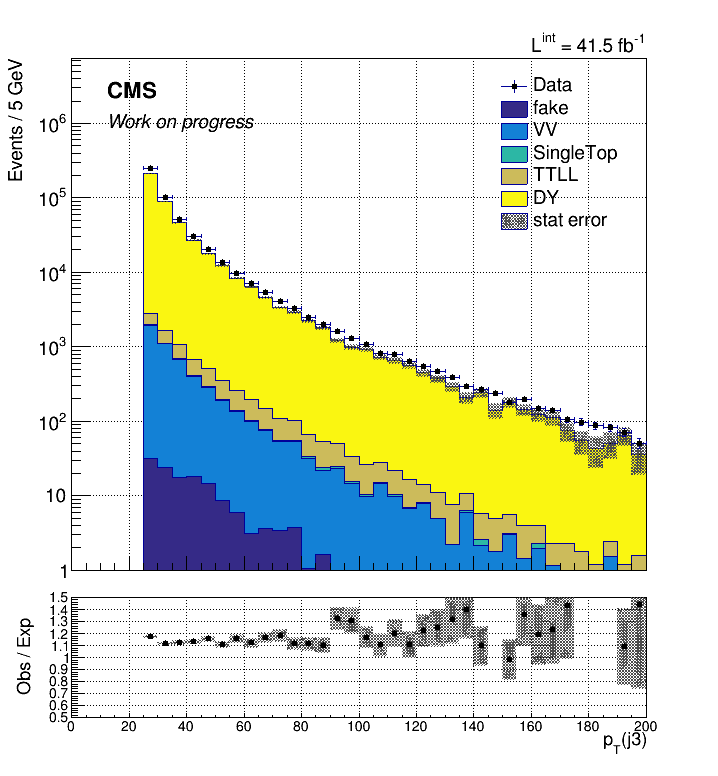 L^int = 41.5 fb^-1
Events / 5 GeV
CMS
Work on progress
Data
fake
VV
SingleTop
TTLL
DY
stat error
10^6
10^5
10^4
10^3
10^2
10
1
Obs / Exp
1.5
1.4
1.3
1.2
1.1
1
0.9
0.8
0.7
0.6
0.5
0 20 40 60 80 100 120 140 160 180 200
p_T(j3)